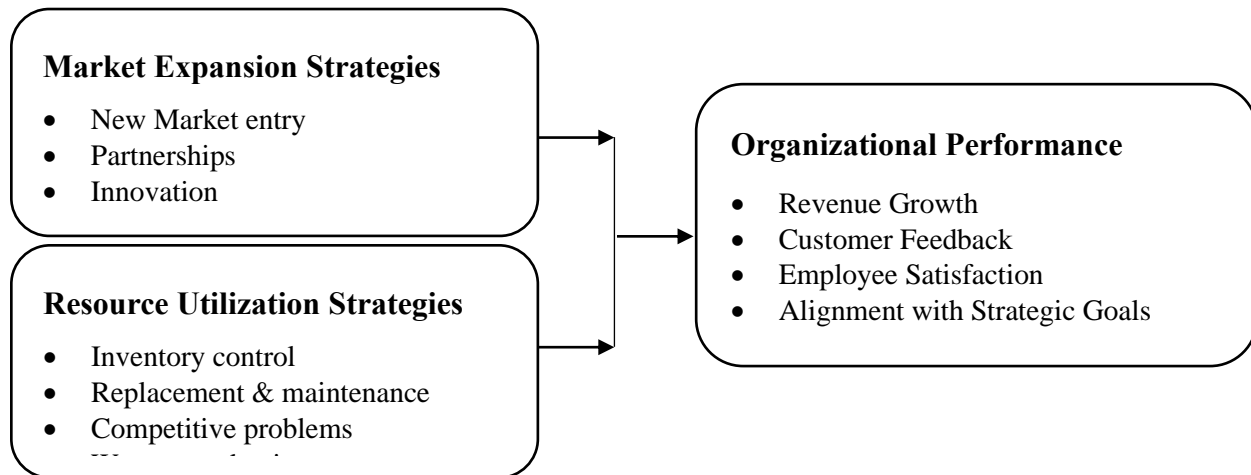 Market Expansion Strategies
• New Market entry
• Partnerships
• Innovation
Resource Utilization Strategies
• Inventory control
• Replacement & maintenance
• Competitive problems
Organizational Performance
• Revenue Growth
• Customer Feedback
• Employee Satisfaction
• Alignment with Strategic Goals